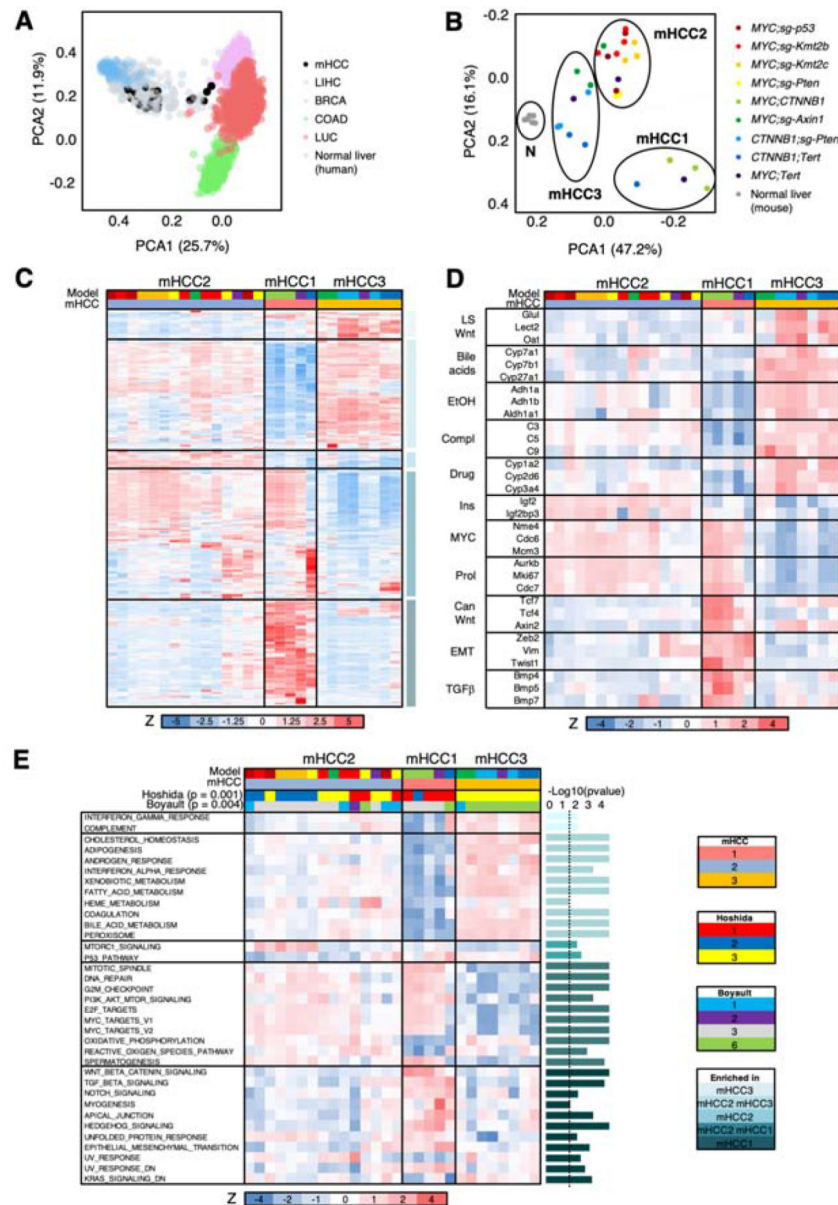 A
PCA2 (11.9%)
0.4
0.2
0.0
-0.2
0.4
0.2
0.0
PCA1 (25.7%)
mHCC
LIHC
BRCA
COAD
LUC
Normal liver
(human)
B
PCA2 (16.1%)
-0.2
0.0
0.2
0.4
0.2
0.0
-0.2
PCA1 (47.2%)
mHCC2
N
mHCC3
mHCC1
MYC;sg-p53
MYC;sg-Kmt2b
MYC;sg-Kmt2c
MYC;sg-Pten
MYC;CTNNB1
MYC;sg-Axin1
CTNNB1;sg-Pten
CTNNB1;Tert
MYC;Tert
Normal liver
(mouse)
C
mHCC2 mHCC1 mHCC3
Model
mHCC
Z -5 -2.5 -1.25 0 1.25 2.5 5
D
mHCC2 mHCC1 mHCC3
Model
mHCC
LS
Wnt
Glul
Lect2
Oat
Bile
acids
Cyp7a1
Cyp7b1
Cyp27a1
EtOH
Adh1a
Adh1b
Aldh1a1
Compl
C3
C5
C9
Drug
Cyp1a2
Cyp2d6
Cyp3a4
Ins
Igf2
Igf2bp3
MYC
Nme4
Cdc6
Mcm3
Prol
Aurkb
Mki67
Cdc7
Can
Wnt
Tcf7
Tcf4
Axin2
EMT
Zeb2
Vim
Twist1
TGFβ
Bmp4
Bmp5
Bmp7
Z -4 -2 -1 0 1 2 4
E
mHCC2 mHCC1 mHCC3
Model
mHCC
Hoshida (p = 0.001)
Boyault (p = 0.004)
-Log10(pvalue)
0 1 2 3 4
INTERFERON_GAMMA_RESPONSE
COMPLEMENT
CHOLESTEROL_HOMEOSTASIS
ADIPOGENESIS
ANDROGEN_RESPONSE
INTERFERON_ALPHA_RESPONSE
XENOBIOTIC_METABOLISM
FATTY_ACID_METABOLISM
HEME_METABOLISM
COAGULATION
BILE_ACID_METABOLISM
PEROXISOME
MTORC1_SIGNALING
P53_PATHWAY
MITOTIC_SPINDLE
DNA_REPAIR
G2M_CHECKPOINT
PI3K_AKT_MTOR_SIGNALING
E2F_TARGETS
MYC_TARGETS_V1
MYC_TARGETS_V2
OXIDATIVE_PHOSPHORYLATION
REACTIVE_OXIGEN_SPECIES_PATHWAY
SPERMATOGENESIS
WNT_BETA_CATENIN_SIGNALING
TGF_BETA_SIGNALING
NOTCH_SIGNALING
MYOGENESIS
APICAL_JUNCTION
HEDGEHOG_SIGNALING
UNFOLDED_PROTEIN_RESPONSE
EPITHELIAL_MESENCHYMAL_TRANSITION
UV_RESPONSE
UV_RESPONSE_DN
KRAS_SIGNALING_DN
Z -4 -2 -1 0 1 2 4
mHCC
1
2
3
Hoshida
1
2
3
Boyault
1
2
3
6
Enriched in
mHCC3
mHCC2 mHCC3
mHCC2
mHCC2 mHCC1
mHCC1